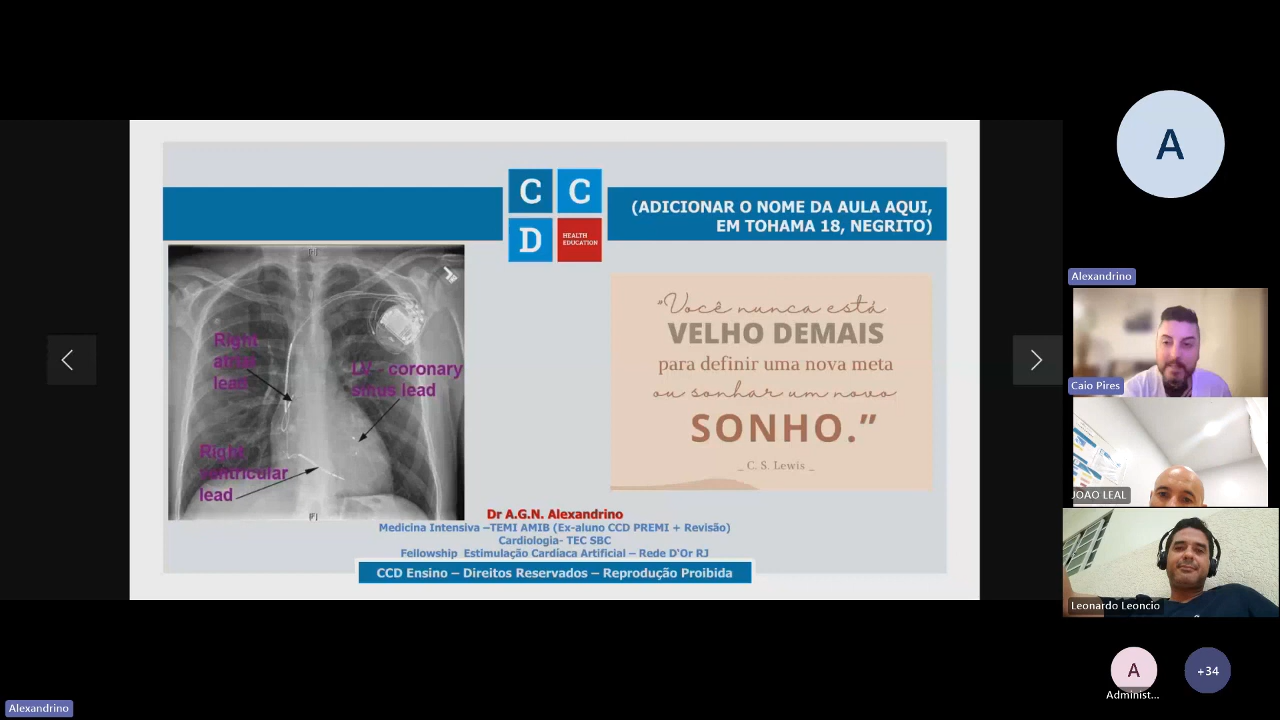 C C
D HEALTH
EDUCATION
(ADICIONAR O NOME DA AULA AQUI,
EM TOHAMA 18, NEGRITO)
Right
atrial
lead
LV - coronary
sinus lead
Right
ventricular
lead
"Você nunca está
VELHO DEMAIS
para definir uma nova meta
ou sonhar um novo
SONHO."
_ C. S. Lewis _
Dr A.G.N. Alexandrino
Medicina Intensiva –TEMI AMIB (Ex-aluno CCD PREMI + Revisão)
Cardiologia- TEC SBC
Fellowship Estimulação Cardíaca Artificial – Rede D'Or RJ
CCD Ensino – Direitos Reservados – Reprodução Proibida
A
Alexandrino
Caio Pires
JOAO LEAL
Leonardo Leoncio
A
Administ...
+34
Alexandrino